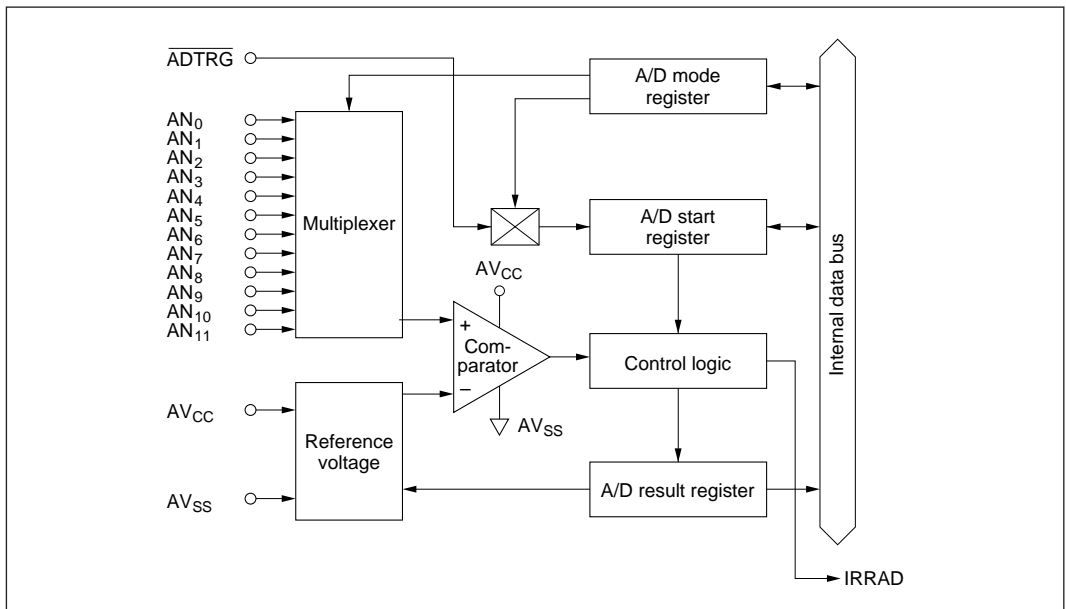 A̅D̅T̅R̅G̅
A/D mode
register
AN0
AN1
AN2
AN3
AN4
AN5
AN6
AN7
AN8
AN9
AN10
AN11
Multiplexer
A/D start
register
AVCC
+
Com-
parator
–
AVSS
Control logic
AVCC
AVSS
Reference
voltage
A/D result register
Internal data bus
IRRAD